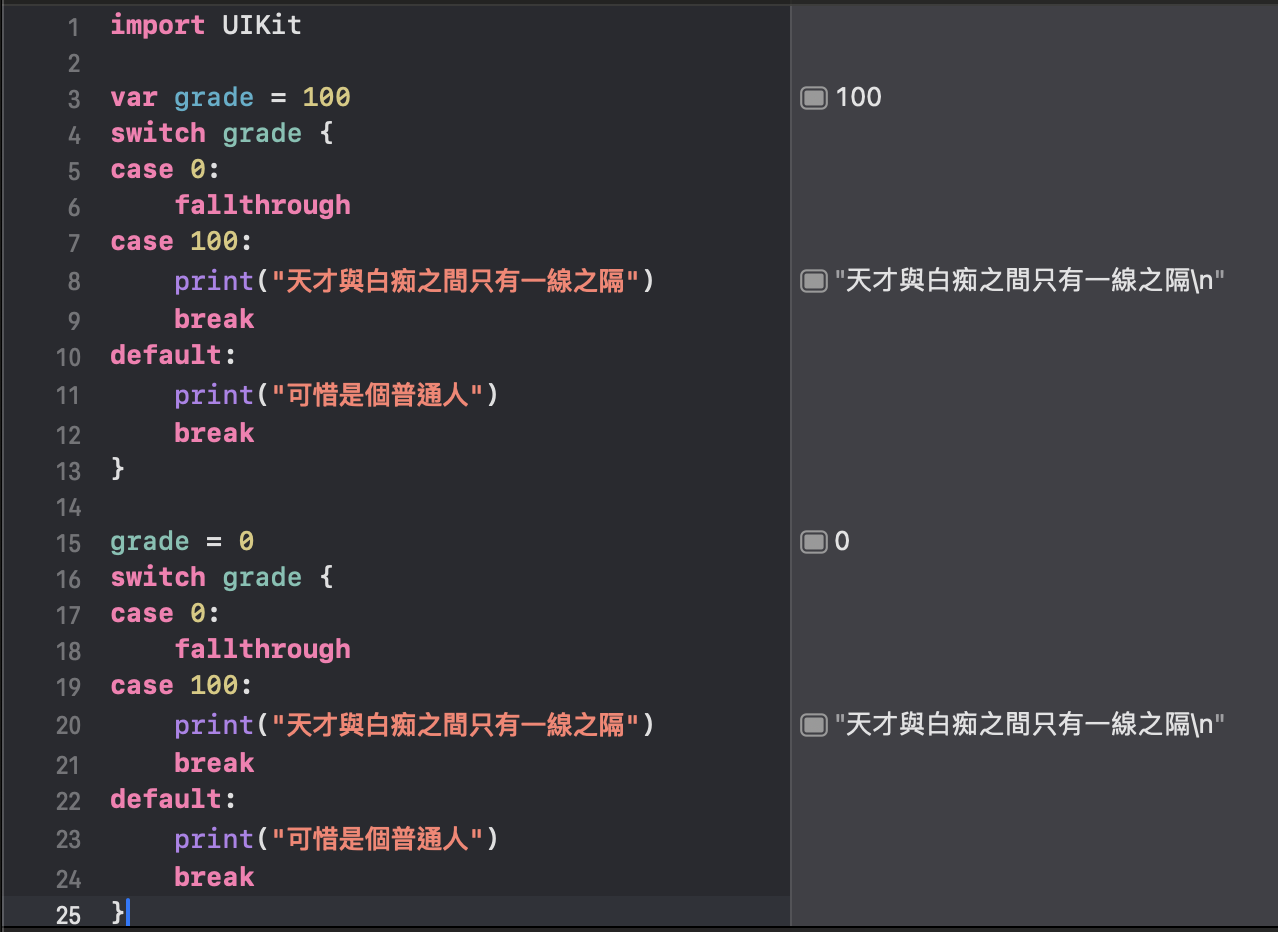 1 import UIKit
2
3 var grade = 100 100
4 switch grade {
5 case 0:
6     fallthrough
7 case 100:
8     print("天才與白痴之間只有一線之隔") "天才與白痴之間只有一線之隔\n"
9     break
10 default:
11     print("可惜是個普通人")
12     break
13 }
14
15 grade = 0 0
16 switch grade {
17 case 0:
18     fallthrough
19 case 100:
20     print("天才與白痴之間只有一線之隔") "天才與白痴之間只有一線之隔\n"
21     break
22 default:
23     print("可惜是個普通人")
24     break
25 }